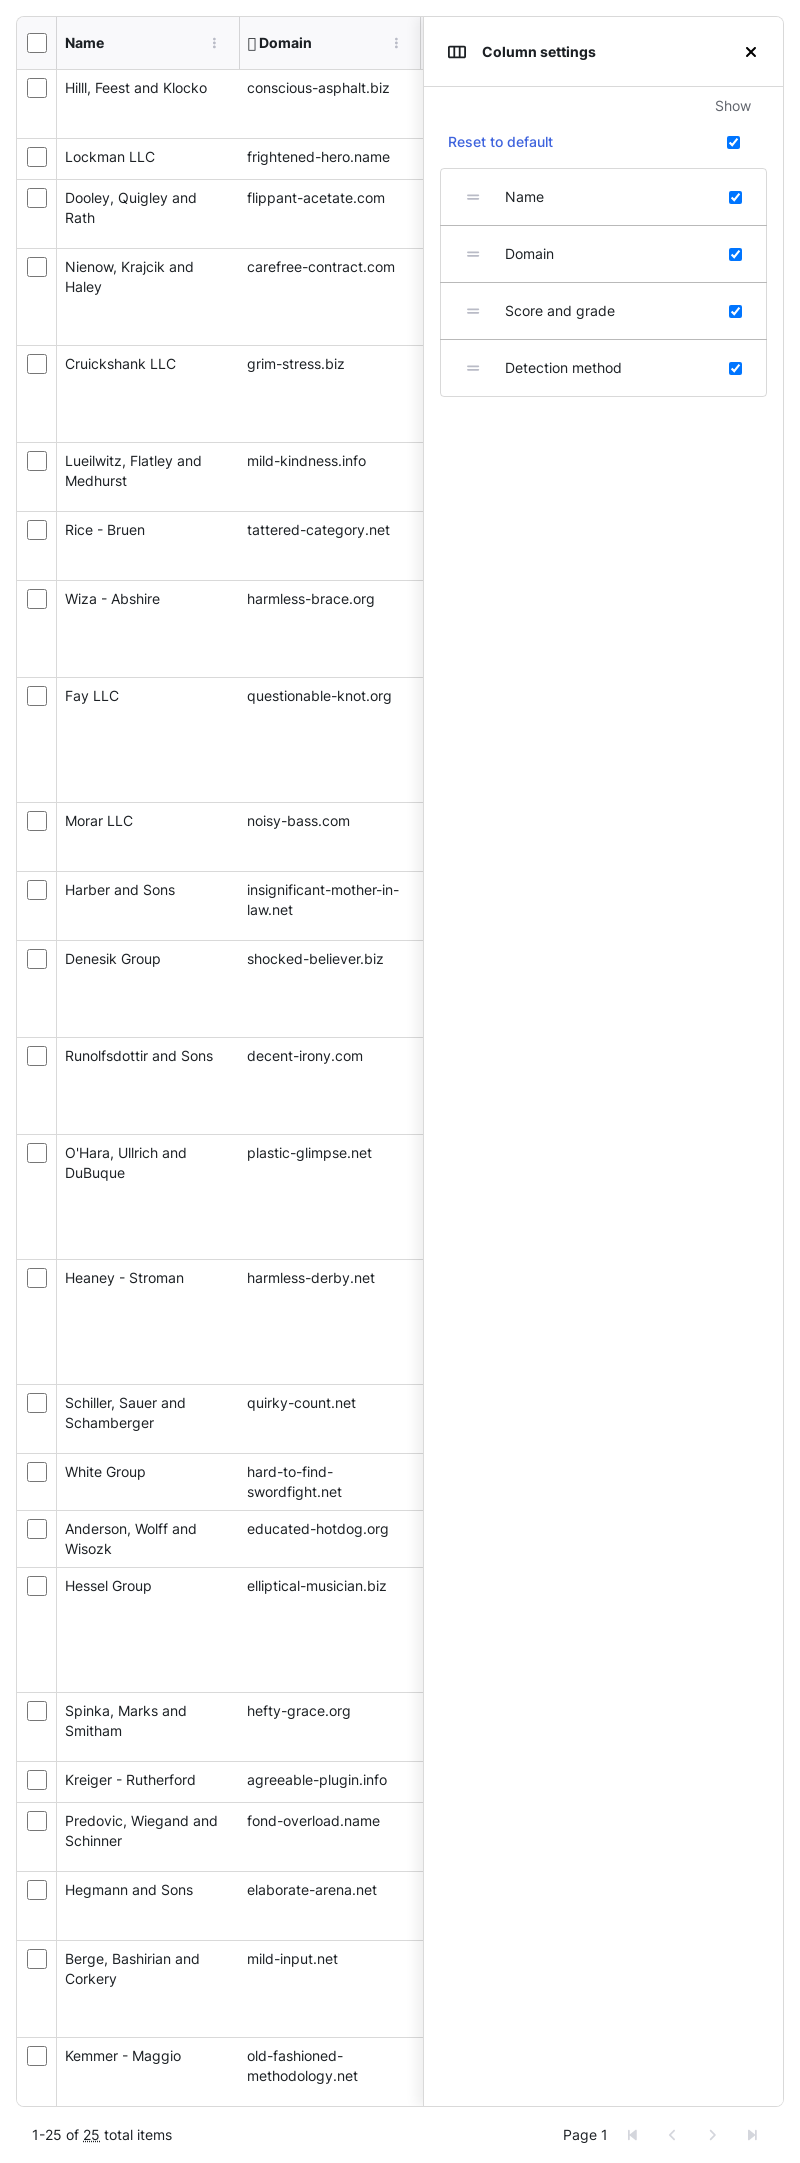 Name
Domain
Column settings
Show
Reset to default
Name
Domain
Score and grade
Detection method
Hilll, Feest and Klocko
conscious-asphalt.biz
Lockman LLC
frightened-hero.name
Dooley, Quigley and
Rath
flippant-acetate.com
Nienow, Krajcik and
Haley
carefree-contract.com
Cruickshank LLC
grim-stress.biz
Lueilwitz, Flatley and
Medhurst
mild-kindness.info
Rice - Bruen
tattered-category.net
Wiza - Abshire
harmless-brace.org
Fay LLC
questionable-knot.org
Morar LLC
noisy-bass.com
Harber and Sons
insignificant-mother-in-
law.net
Denesik Group
shocked-believer.biz
Runolfsdottir and Sons
decent-irony.com
O'Hara, Ullrich and
DuBuque
plastic-glimpse.net
Heaney - Stroman
harmless-derby.net
Schiller, Sauer and
Schamberger
quirky-count.net
White Group
hard-to-find-
swordfight.net
Anderson, Wolff and
Wisozk
educated-hotdog.org
Hessel Group
elliptical-musician.biz
Spinka, Marks and
Smitham
hefty-grace.org
Kreiger - Rutherford
agreeable-plugin.info
Predovic, Wiegand and
Schinner
fond-overload.name
Hegmann and Sons
elaborate-arena.net
Berge, Bashirian and
Corkery
mild-input.net
Kemmer - Maggio
old-fashioned-
methodology.net
1-25 of 25 total items
Page 1